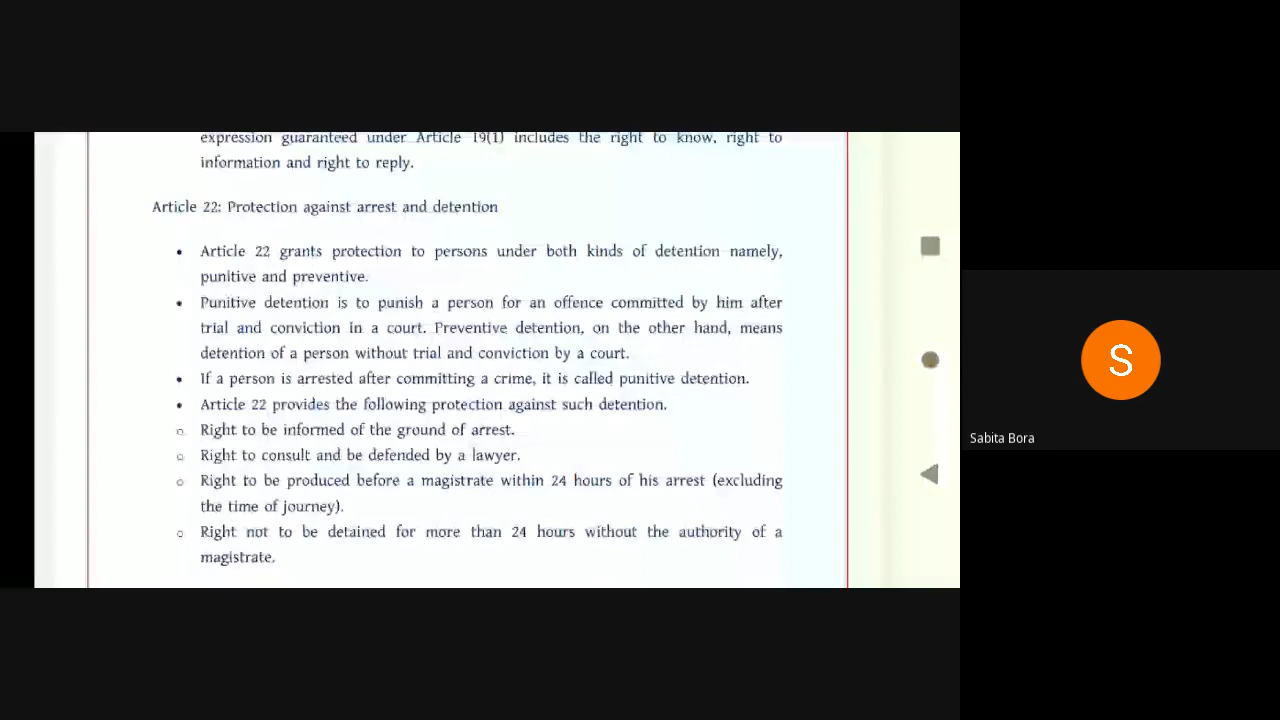 expression guaranteed under Article 19(1) includes the right to know, right to
information and right to reply.
Article 22: Protection against arrest and detention
• Article 22 grants protection to persons under both kinds of detention namely,
punitive and preventive.
• Punitive detention is to punish a person for an offence committed by him after
trial and conviction in a court. Preventive detention, on the other hand, means
detention of a person without trial and conviction by a court.
• If a person is arrested after committing a crime, it is called punitive detention.
• Article 22 provides the following protection against such detention.
○ Right to be informed of the ground of arrest.
○ Right to consult and be defended by a lawyer.
○ Right to be produced before a magistrate within 24 hours of his arrest (excluding
the time of journey).
○ Right not to be detained for more than 24 hours without the authority of a
magistrate.
S
Sabita Bora